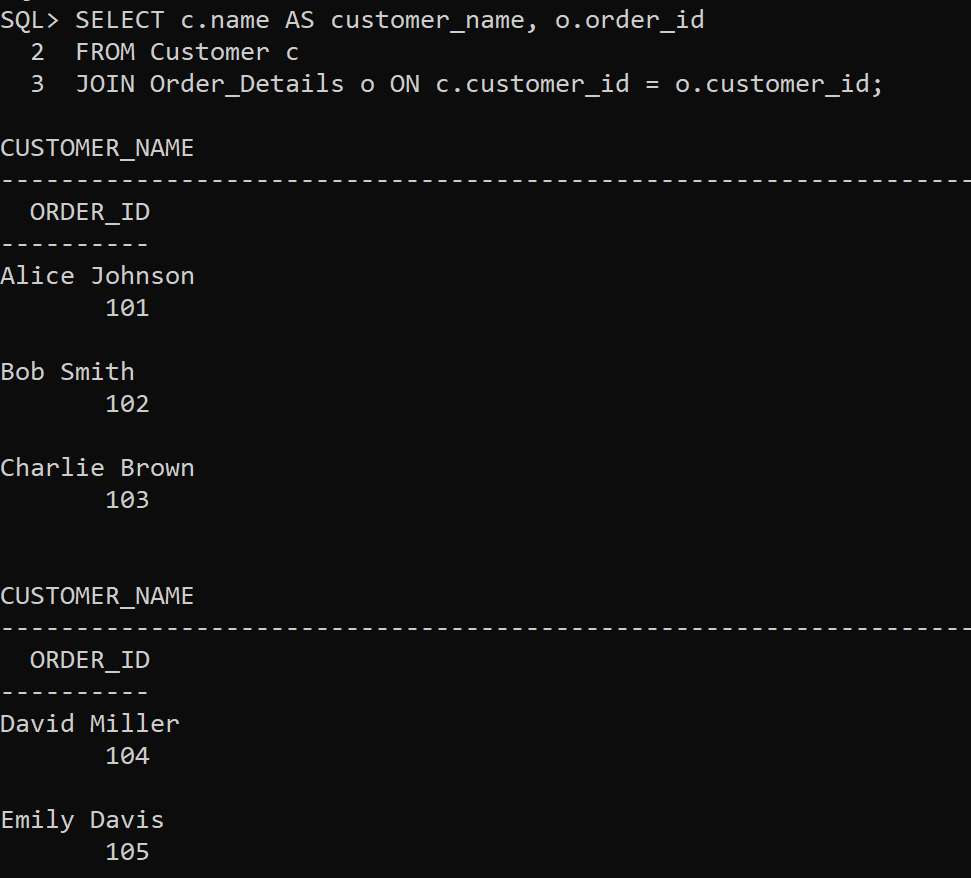 SQL> SELECT c.name AS customer_name, o.order_id
  2  FROM Customer c
  3  JOIN Order_Details o ON c.customer_id = o.customer_id;
CUSTOMER_NAME
-----------------------------------------------------------------
  ORDER_ID
----------
Alice Johnson
       101
Bob Smith
       102
Charlie Brown
       103
CUSTOMER_NAME
-----------------------------------------------------------------
  ORDER_ID
----------
David Miller
       104
Emily Davis
       105